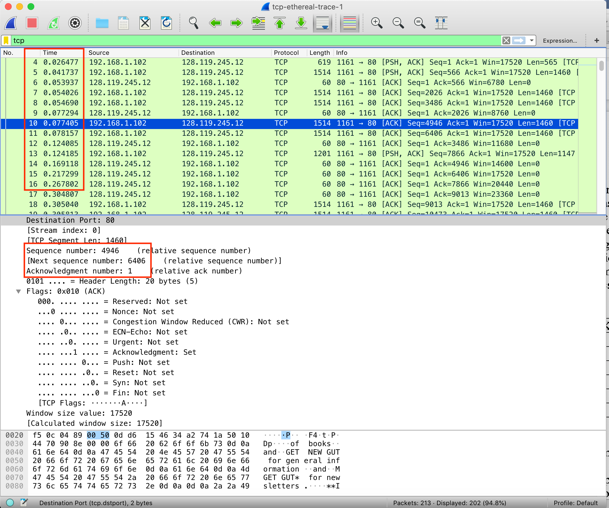 tcp-ethereal-trace-1
tcp
Expression...
+
No. Time Source Destination Protocol Length Info
4 0.026477 192.168.1.102 128.119.245.12 TCP 619 1161 → 80 [PSH, ACK] Seq=1 Ack=1 Win=17520 Len=565 [TCP
5 0.041737 192.168.1.102 128.119.245.12 TCP 1514 1161 → 80 [PSH, ACK] Seq=566 Ack=1 Win=17520 Len=1460 [
6 0.053937 128.119.245.12 192.168.1.102 TCP 60 80 → 1161 [ACK] Seq=1 Ack=566 Win=6780 Len=0
7 0.054026 192.168.1.102 128.119.245.12 TCP 1514 1161 → 80 [ACK] Seq=2026 Ack=1 Win=17520 Len=1460 [TCP
8 0.054690 192.168.1.102 128.119.245.12 TCP 1514 1161 → 80 [ACK] Seq=3486 Ack=1 Win=17520 Len=1460 [TCP
9 0.077294 128.119.245.12 192.168.1.102 TCP 60 80 → 1161 [ACK] Seq=1 Ack=2026 Win=8760 Len=0
10 0.077405 192.168.1.102 128.119.245.12 TCP 1514 1161 → 80 [ACK] Seq=4946 Ack=1 Win=17520 Len=1460 [TCP
11 0.078157 192.168.1.102 128.119.245.12 TCP 1514 1161 → 80 [ACK] Seq=6406 Ack=1 Win=17520 Len=1460 [TCP
12 0.124085 128.119.245.12 192.168.1.102 TCP 60 80 → 1161 [ACK] Seq=1 Ack=3486 Win=11680 Len=0
13 0.124185 192.168.1.102 128.119.245.12 TCP 1201 1161 → 80 [PSH, ACK] Seq=7866 Ack=1 Win=17520 Len=1147
14 0.169118 128.119.245.12 192.168.1.102 TCP 60 80 → 1161 [ACK] Seq=1 Ack=4946 Win=14600 Len=0
15 0.217299 128.119.245.12 192.168.1.102 TCP 60 80 → 1161 [ACK] Seq=1 Ack=6406 Win=17520 Len=0
16 0.267802 128.119.245.12 192.168.1.102 TCP 60 80 → 1161 [ACK] Seq=1 Ack=7866 Win=20440 Len=0
17 0.304807 128.119.245.12 192.168.1.102 TCP 60 80 → 1161 [ACK] Seq=1 Ack=9013 Win=23360 Len=0
18 0.305040 192.168.1.102 128.119.245.12 TCP 1514 1161 → 80 [ACK] Seq=9013 Ack=1 Win=17520 Len=1460 [TCP
Destination Port: 80
[Stream index: 0]
[TCP Segment Len: 1460]
Sequence number: 4946 (relative sequence number)
[Next sequence number: 6406 (relative sequence number)]
Acknowledgment number: 1 (relative ack number)
0101 .... = Header Length: 20 bytes (5)
Flags: 0x010 (ACK)
000. .... .... = Reserved: Not set
...0 .... .... = Nonce: Not set
.... 0... .... = Congestion Window Reduced (CWR): Not set
.... .0.. .... = ECN-Echo: Not set
.... ..0. .... = Urgent: Not set
.... ...1 .... = Acknowledgment: Set
.... .... 0... = Push: Not set
.... .... .0.. = Reset: Not set
.... .... ..0. = Syn: Not set
.... .... ...0 = Fin: Not set
[TCP Flags: ·······A····]
Window size value: 17520
[Calculated window size: 17520]
0020 f5 0c 04 89 00 50 0d d6 15 46 34 a2 74 1a 50 10 ·····P·· ·F4·t·P·
0030 44 70 90 8e 00 00 6f 66 20 62 6f 6f 6b 73 0d 0a Dp····of books··
0040 61 6e 64 0d 0a 47 45 54 20 4e 45 57 20 47 55 54 and··GET NEW GUT
0050 20 66 6f 72 20 67 65 6e 65 72 61 6c 20 69 6e 66 for gen eral inf
0060 6f 72 6d 61 74 69 6f 6e 0d 0a 61 6e 64 0d 0a 4d ormation ··and··M
0070 47 45 54 20 47 55 54 2a 20 66 6f 72 20 6e 65 77 GET GUT* for new
0080 73 6c 65 74 74 65 72 73 2e 0d 0a 0d 0a 2a 2a 49 sletters .····**I
Destination Port (tcp.dstport), 2 bytes
Packets: 213 · Displayed: 202 (94.8%)
Profile: Default